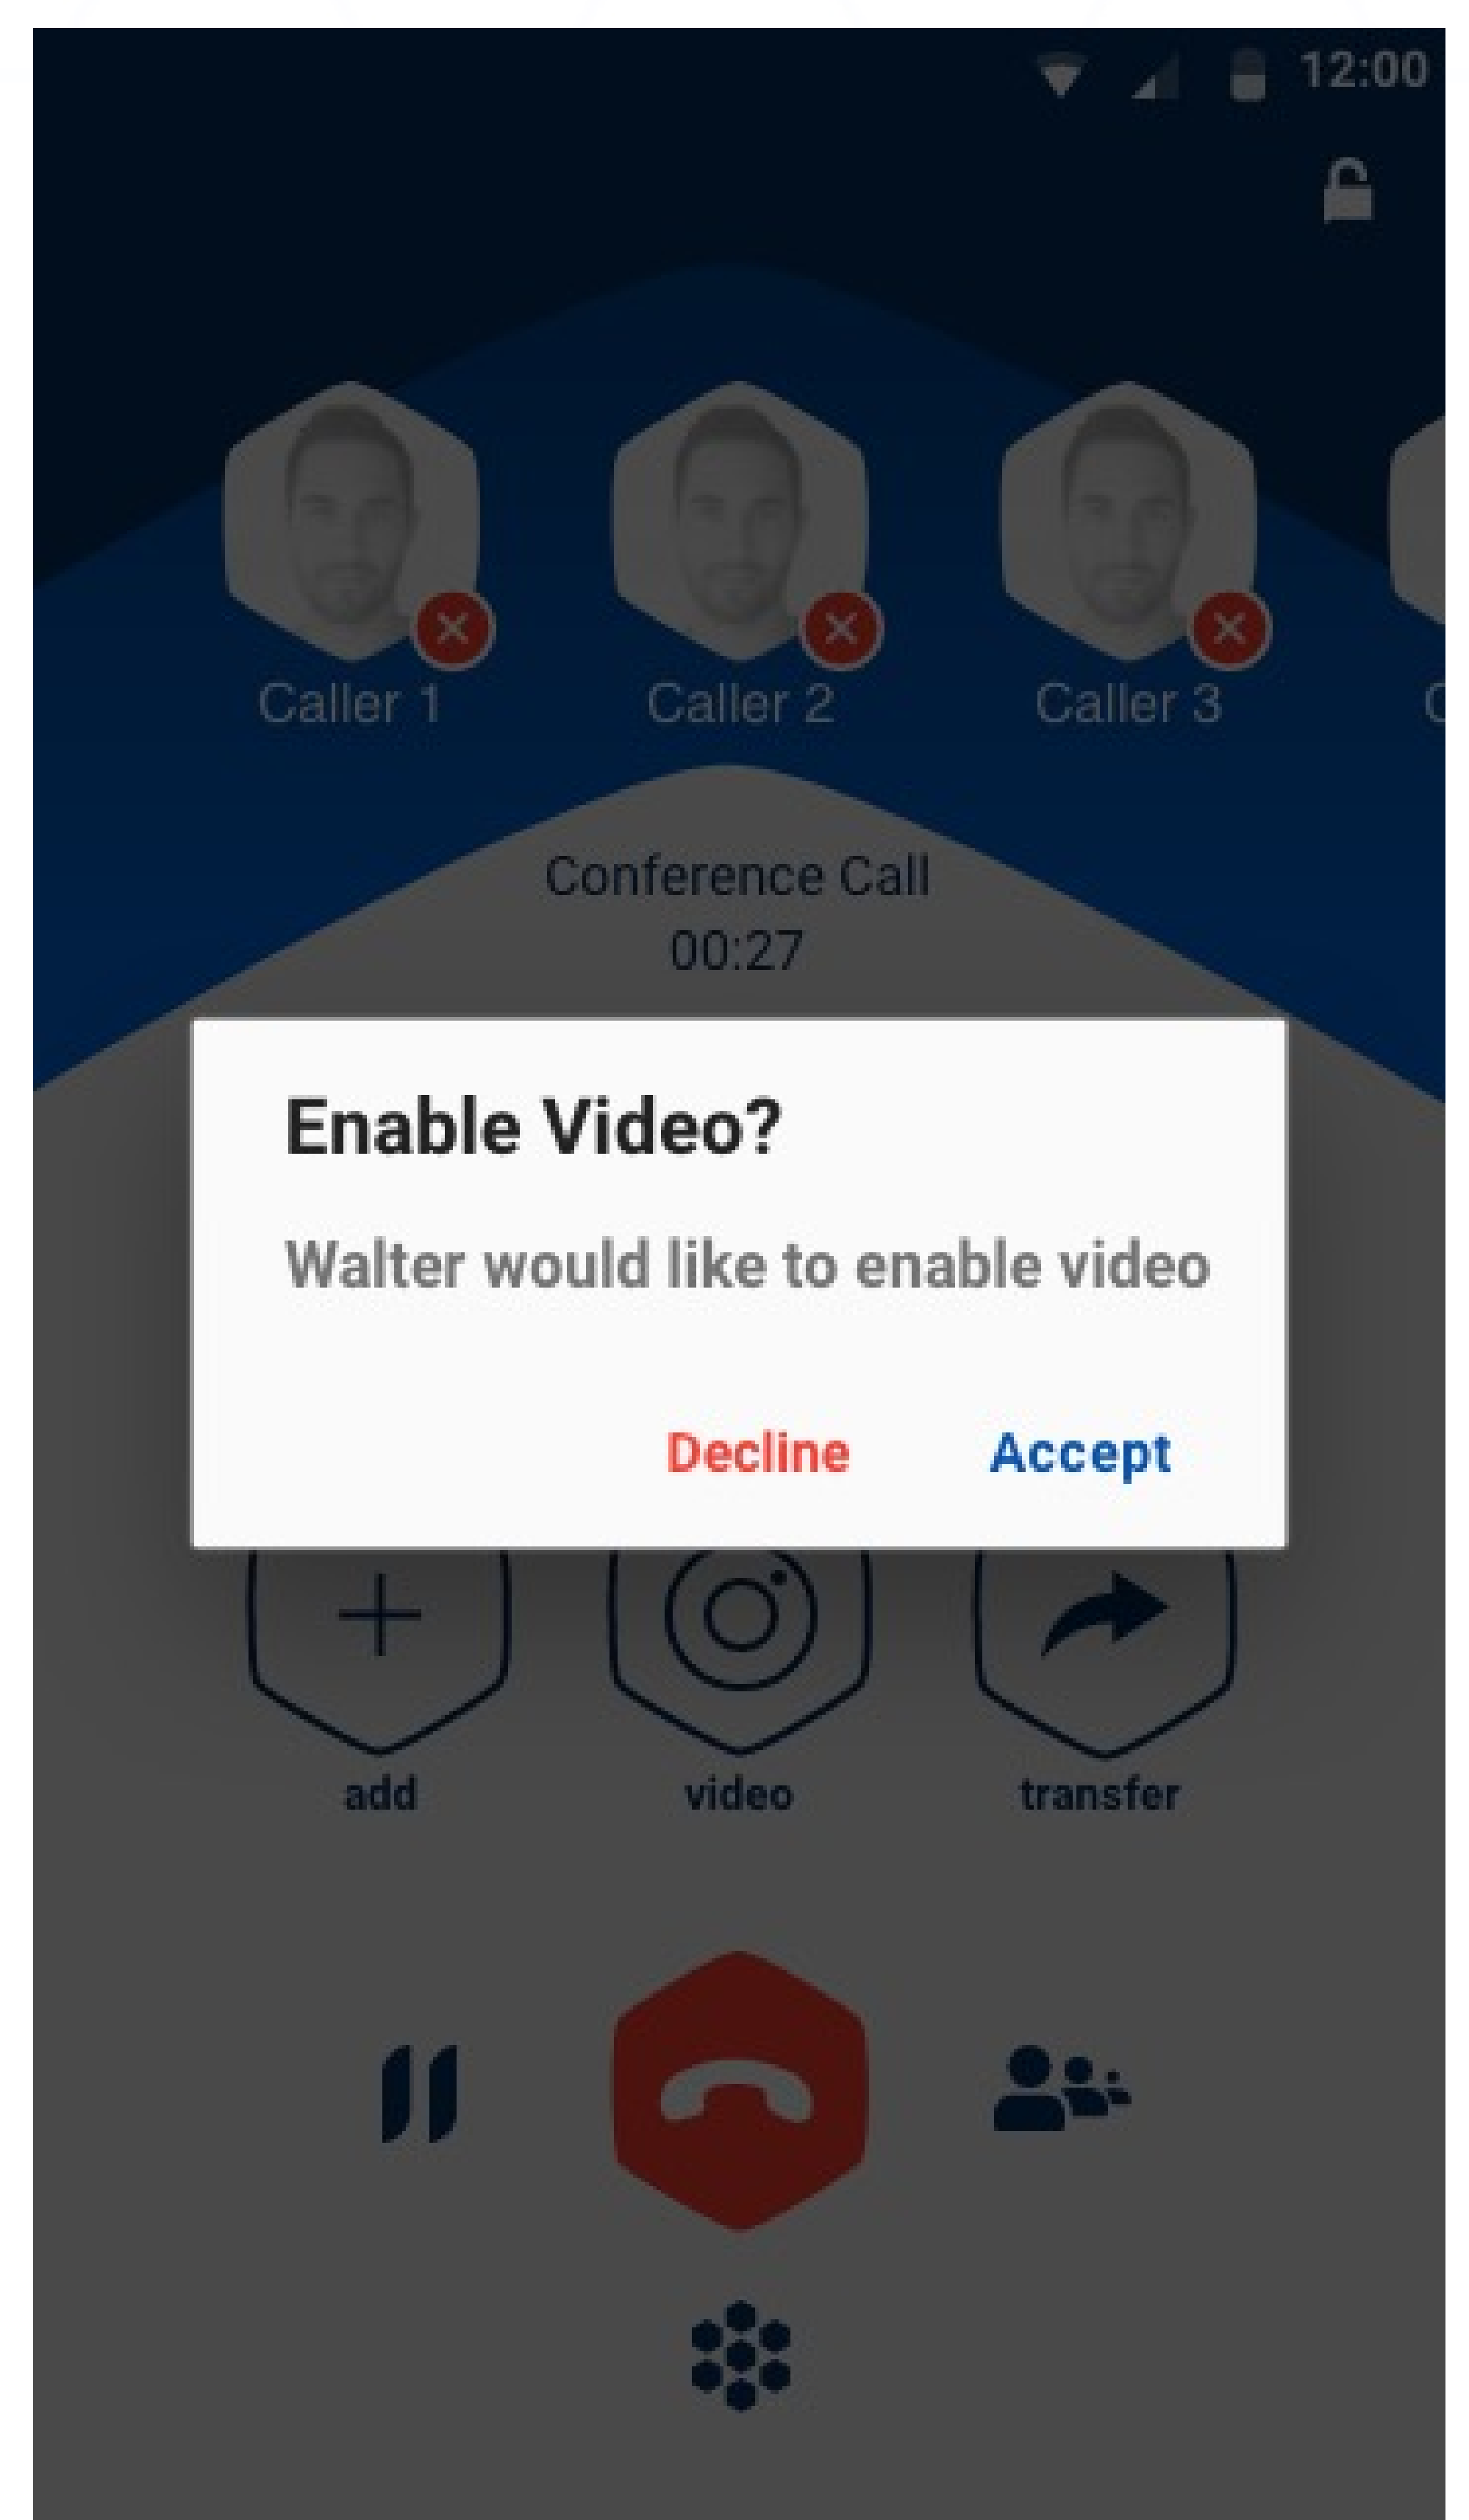 12:00
Caller 1 Caller 2 Caller 3 C
Conference Call
00:27
Enable Video?
Walter would like to enable video
Decline Accept
add video transfer